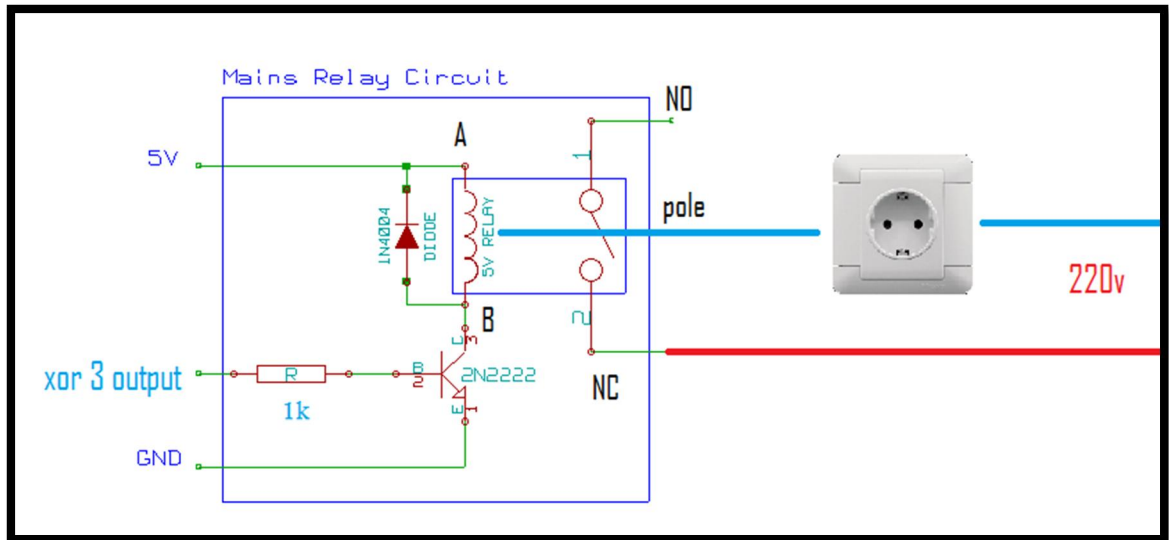 Mains Relay Circuit
NO
A
1
5V
pole
1N4004
DIODE
5V RELAY
220v
B
2
C
3
xor 3 output
R
B
2
2N2222
NC
1k
E
1
GND